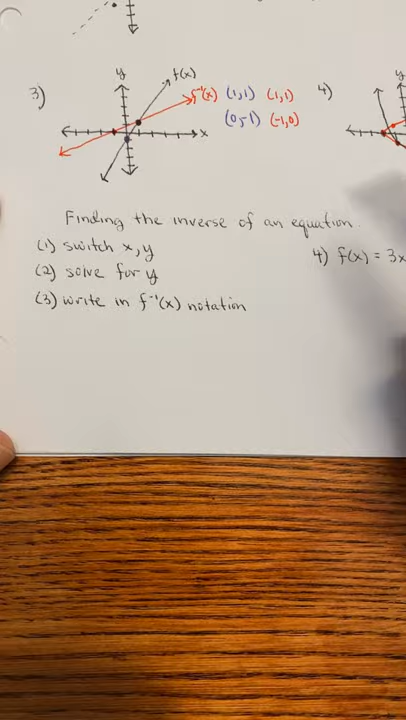 3)
y
f(x)
f⁻¹(x) (1,1) (1,1)
(0,-1) (-1,0)
x
4)
y
Finding the inverse of an equation.
(1) switch x, y
(2) solve for y
(3) write in f⁻¹(x) notation
4) f(x) = 3x